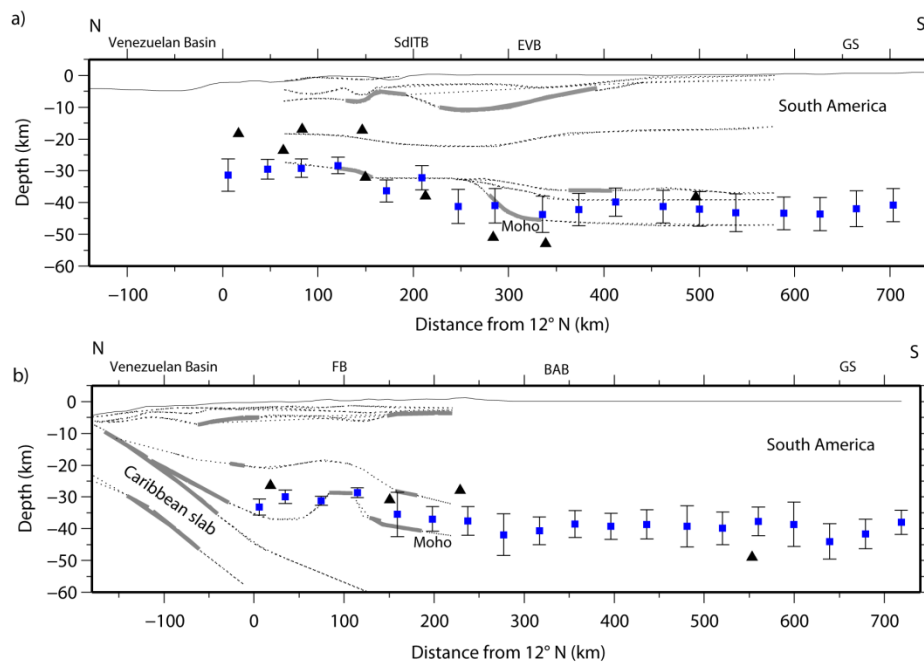 a)
N
S
Venezuelan Basin
SdITB
EVB
GS
0
−10
−20
−30
−40
−50
−60
Depth (km)
South America
Moho
−100
0
100
200
300
400
500
600
700
Distance from 12° N (km)
N
S
b)
Venezuelan Basin
FB
BAB
GS
0
−10
−20
−30
−40
−50
−60
Depth (km)
South America
Caribbean slab
Moho
−100
0
100
200
300
400
500
600
700
Distance from 12° N (km)